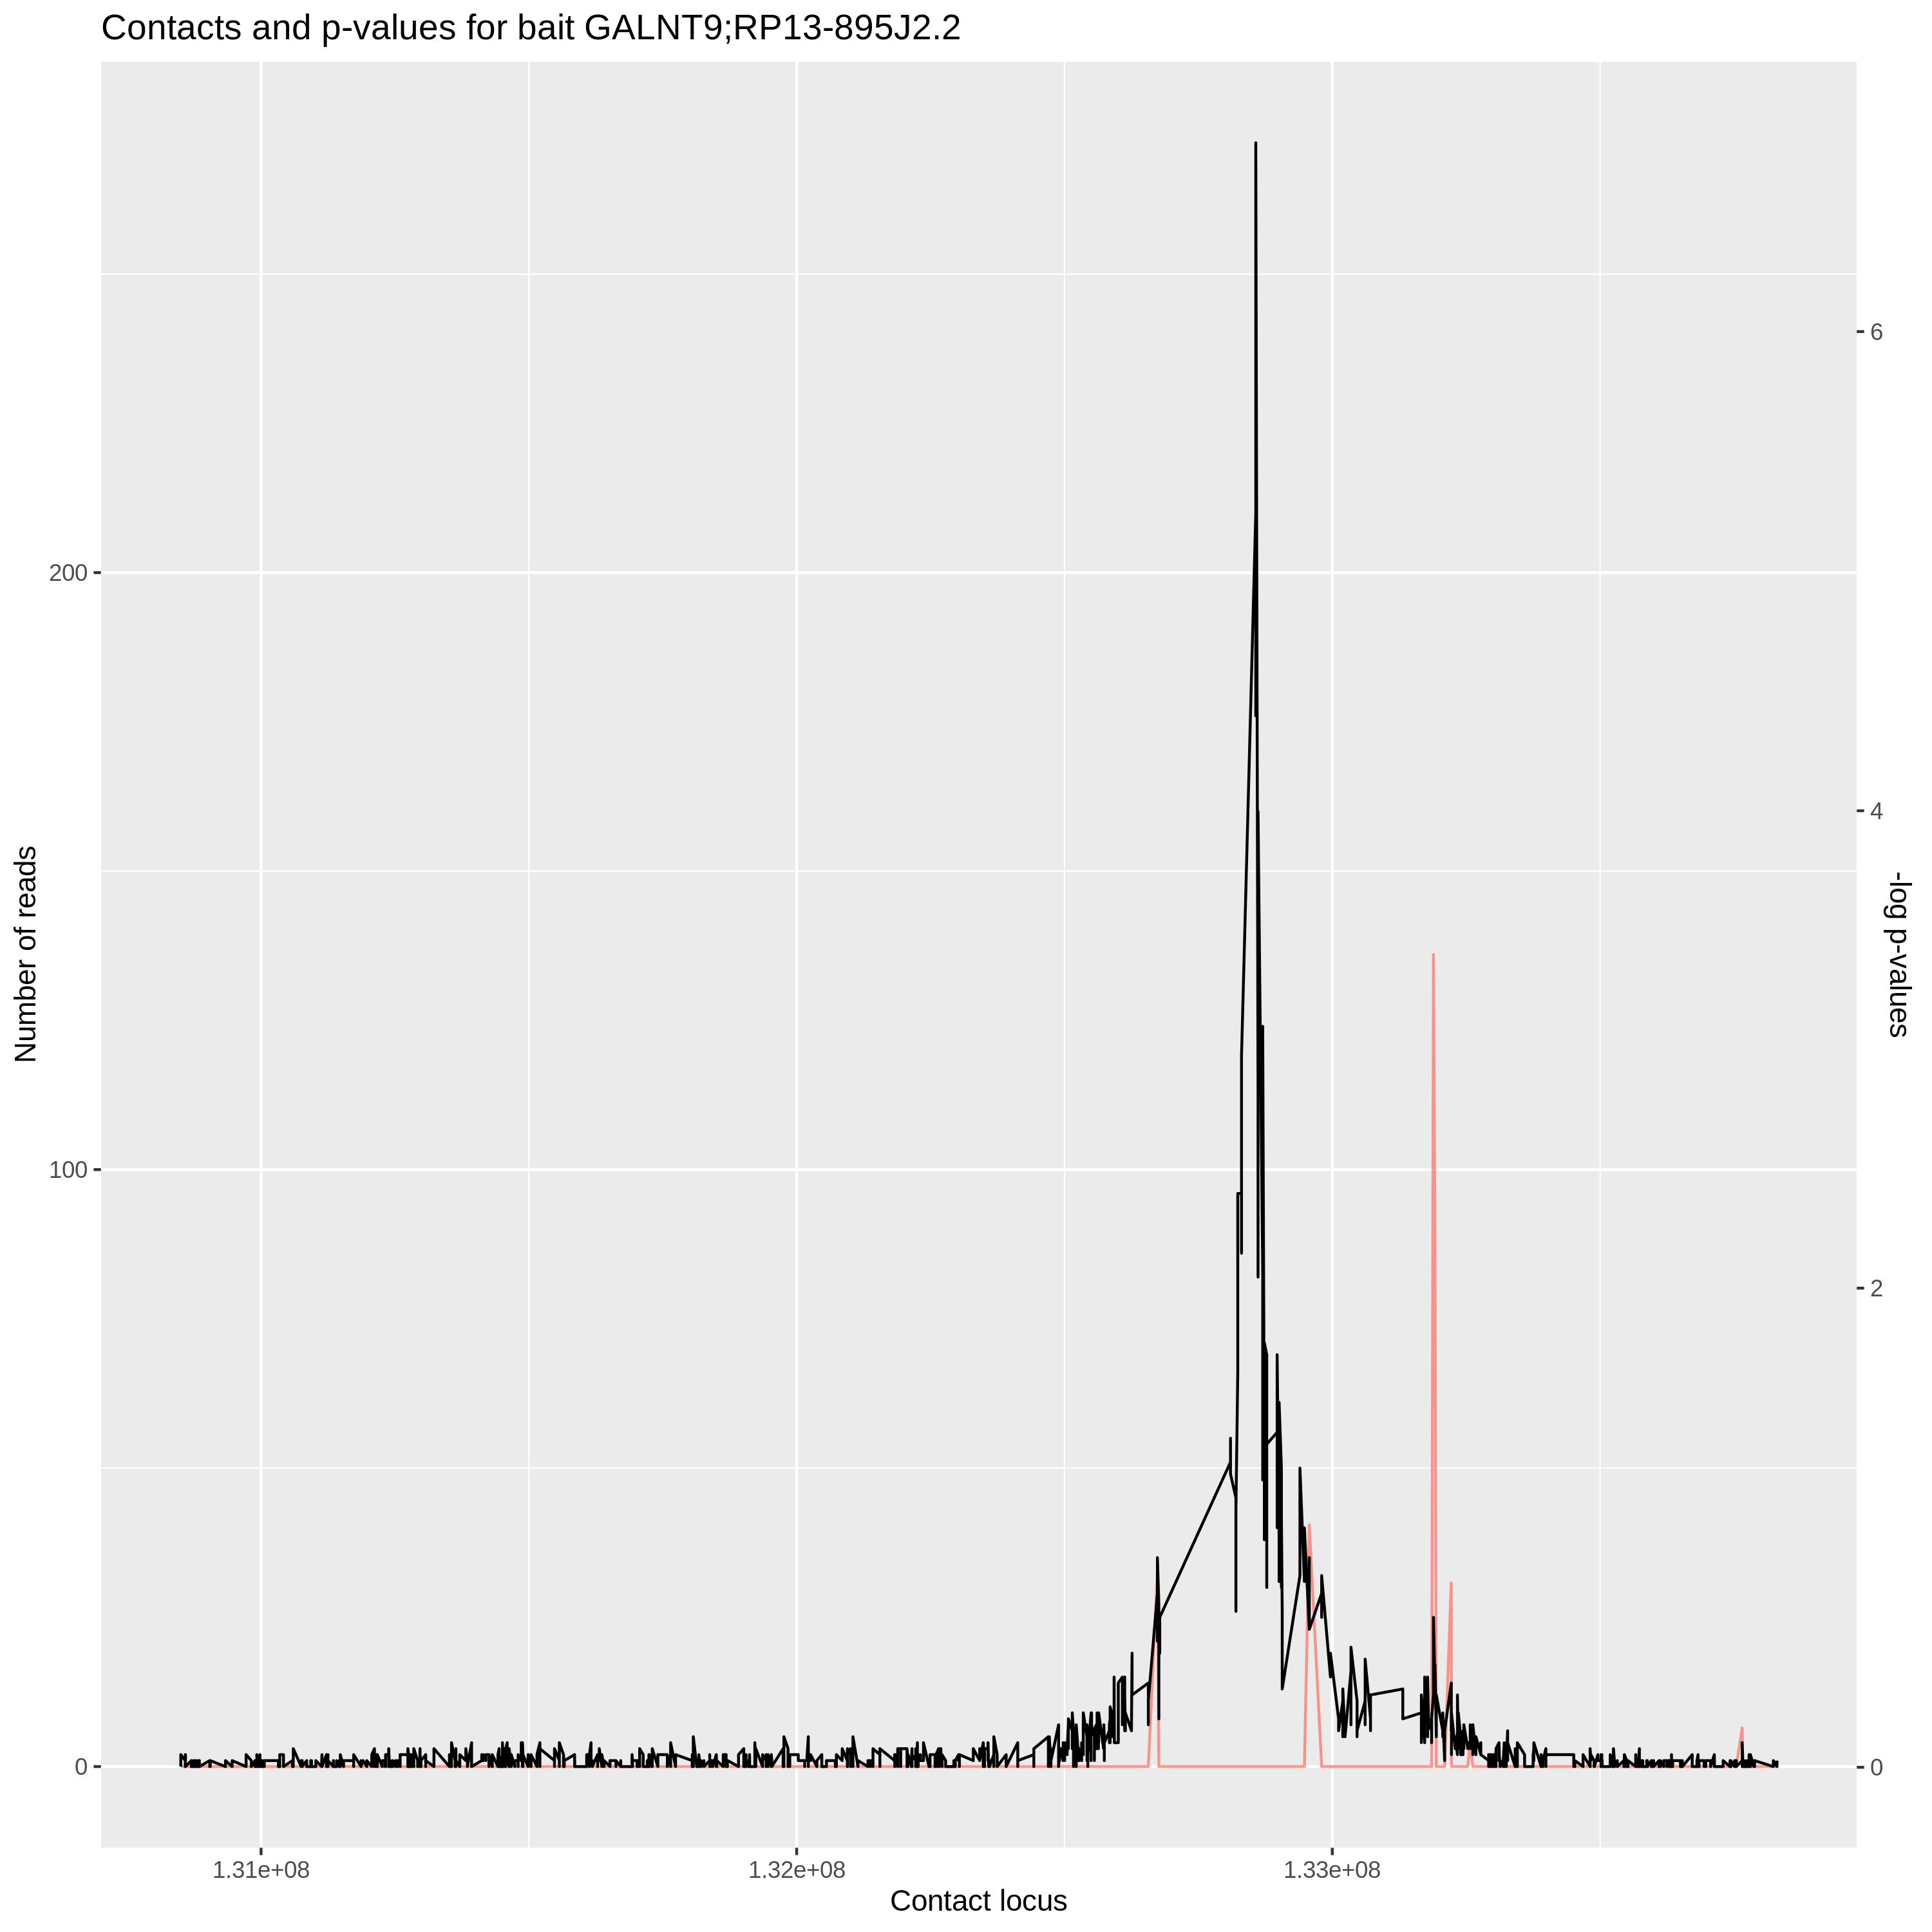 Contacts and p-values for bait GALNT9;RP13-895J2.2
Number of reads
200
100
0
6
4
2
0
-log p-values
1.31e+08 1.32e+08 1.33e+08
Contact locus